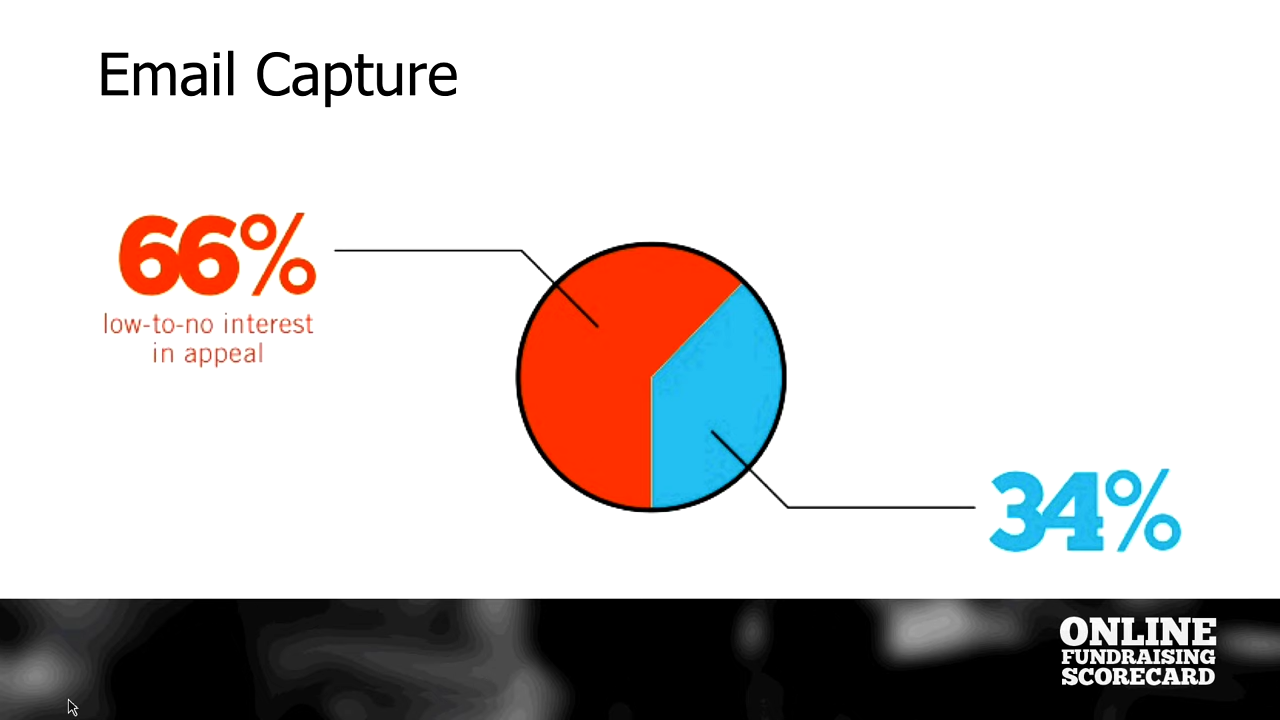 Email Capture
66%
low-to-no interest
in appeal
34%
ONLINE
FUNDRAISING
SCORECARD